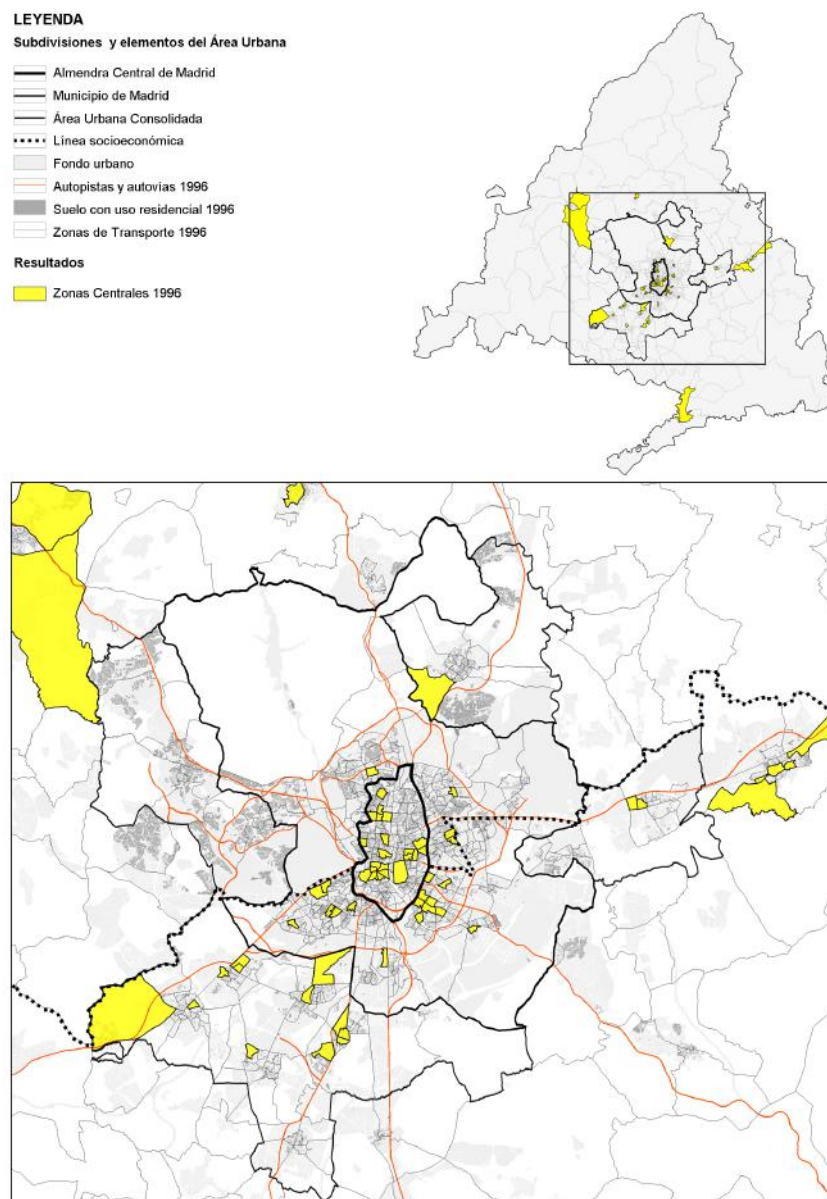 LEYENDA
Subdivisiones y elementos del Área Urbana
Almendra Central de Madrid
Municipio de Madrid
Área Urbana Consolidada
Línea socioeconómica
Fondo urbano
Autopistas y autovias 1996
Suelo con uso residencial 1996
Zonas de Transporte 1996
Resultados
Zonas Centrales 1996